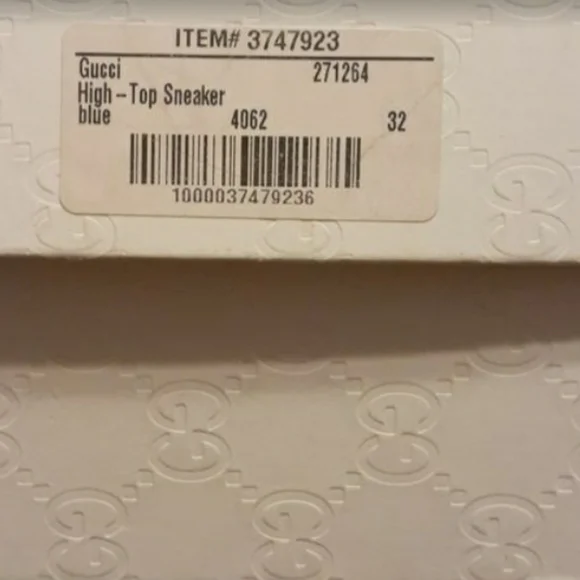 ITEM# 3747923
Gucci 271264
High-Top Sneaker
blue 4062 32
1000037479236